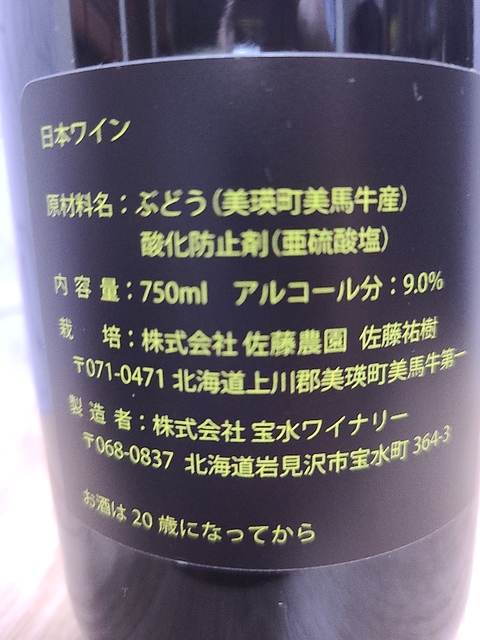 日本ワイン
原材料名：ぶどう（美瑛町美馬牛産）
酸化防止剤（亜硫酸塩）
内容量：750ml　アルコール分：9.0%
栽　培：株式会社 佐藤農園　佐藤祐樹
〒071-0471 北海道上川郡美瑛町美馬牛第一
製造者：株式会社 宝水ワイナリー
〒068-0837 北海道岩見沢市宝水町 364-3
お酒は 20 歳になってから